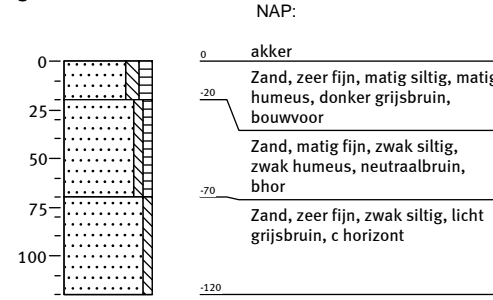 NAP:
0
25
50
75
100
0 akker
Zand, zeer fijn, matig siltig, matig
-20 humeus, donker grijsbruin,
bouwvoor
Zand, matig fijn, zwak siltig,
zwak humeus, neutraalbruin,
-70 bhor
Zand, zeer fijn, zwak siltig, licht
grijsbruin, c horizont
-120